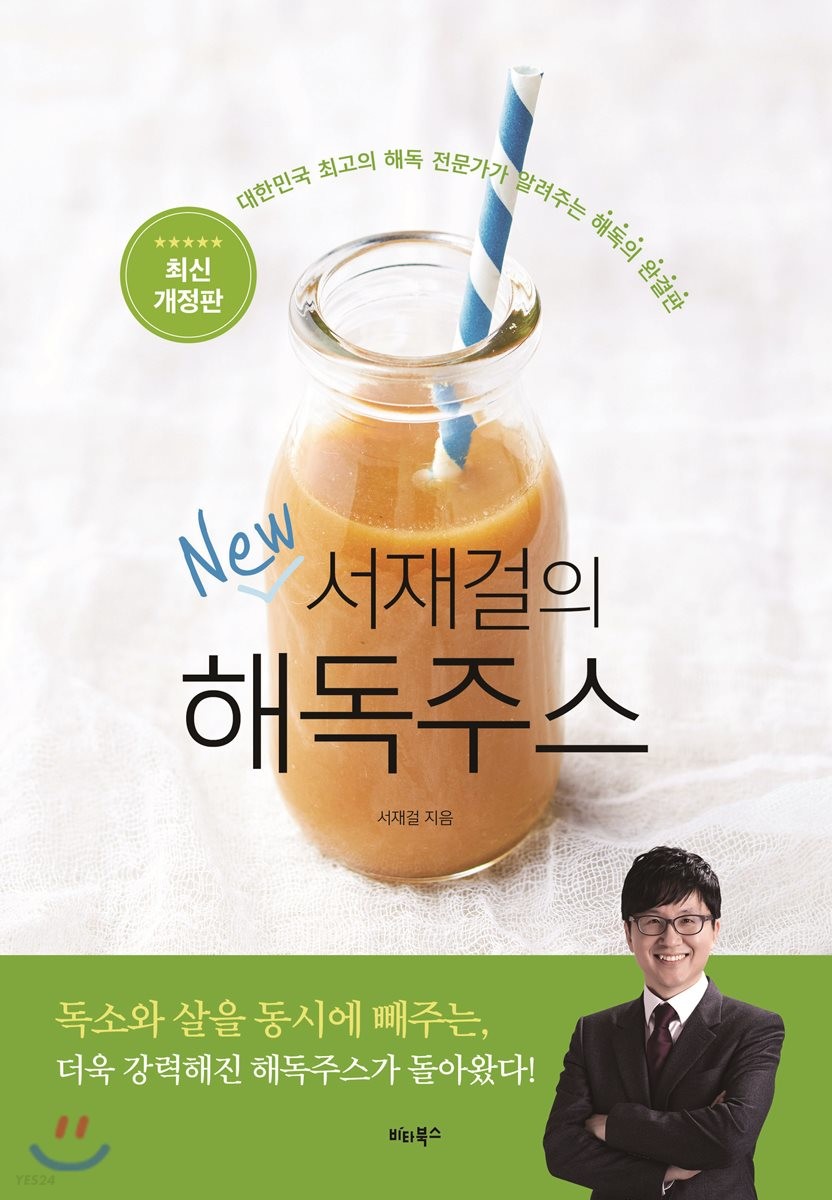 대한민국 최고의 해독 전문가가 알려주는 해독의 완결판
★★★★★
최신
개정판
New
서재걸의
해독주스
서재걸 지음
독소와 살을 동시에 빼주는,
더욱 강력해진 해독주스가 돌아왔다!
비타북스
YES24